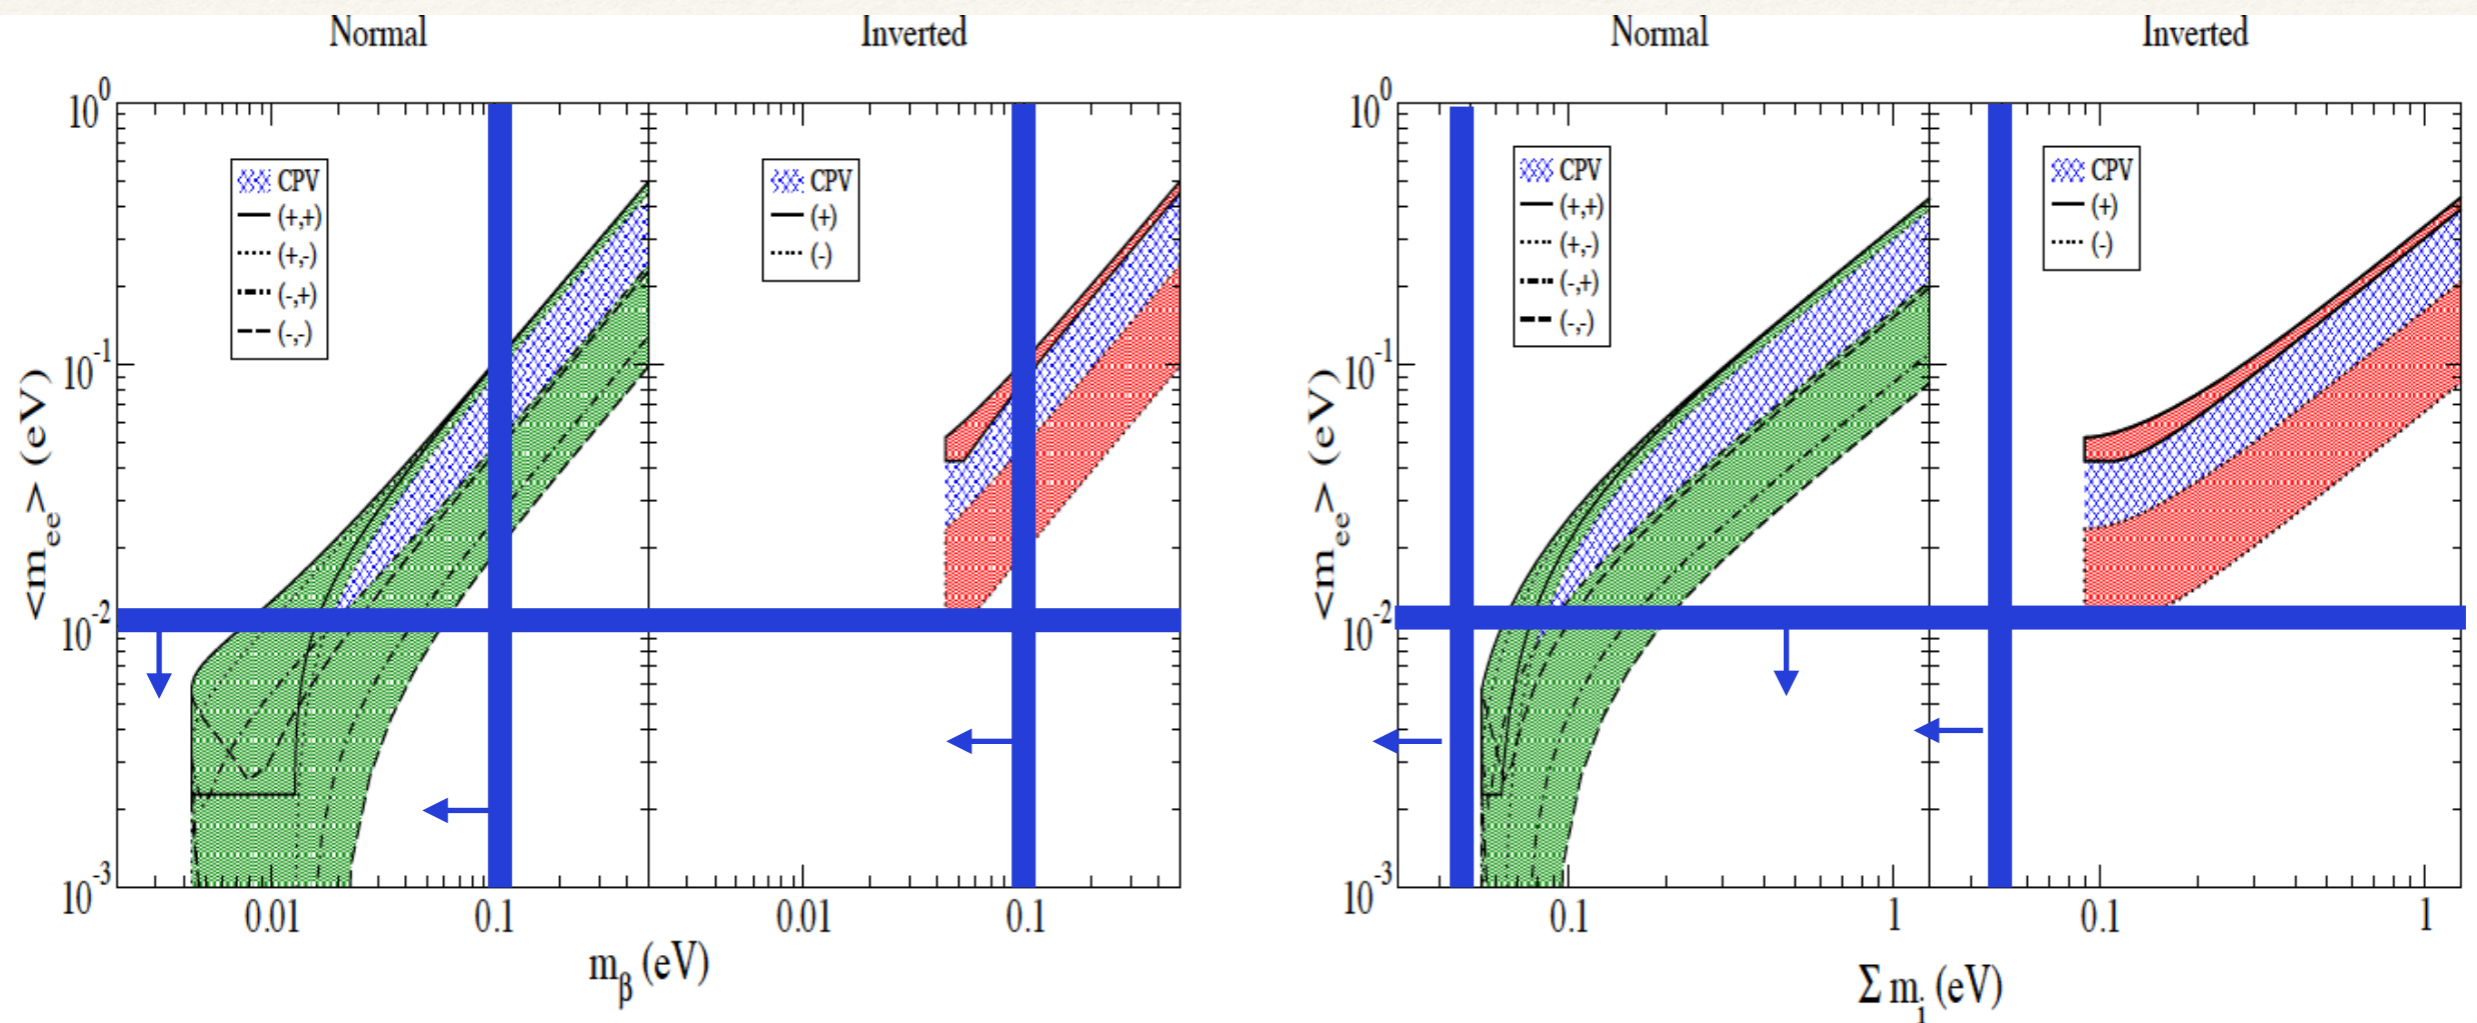 Normal Inverted
10^0
CPV
(+,+)
(+,-)
(-,+)
(-,-)
CPV
(+)
(-)
10^-1
10^-2
10^-3
<m_ee> (eV)
0.01 0.1 0.01 0.1
m_β (eV)
Normal Inverted
10^0
CPV
(+,+)
(+,-)
(-,+)
(-,-)
CPV
(+)
(-)
10^-1
10^-2
10^-3
<m_ee> (eV)
0.1 1 0.1 1
Σ m_i (eV)